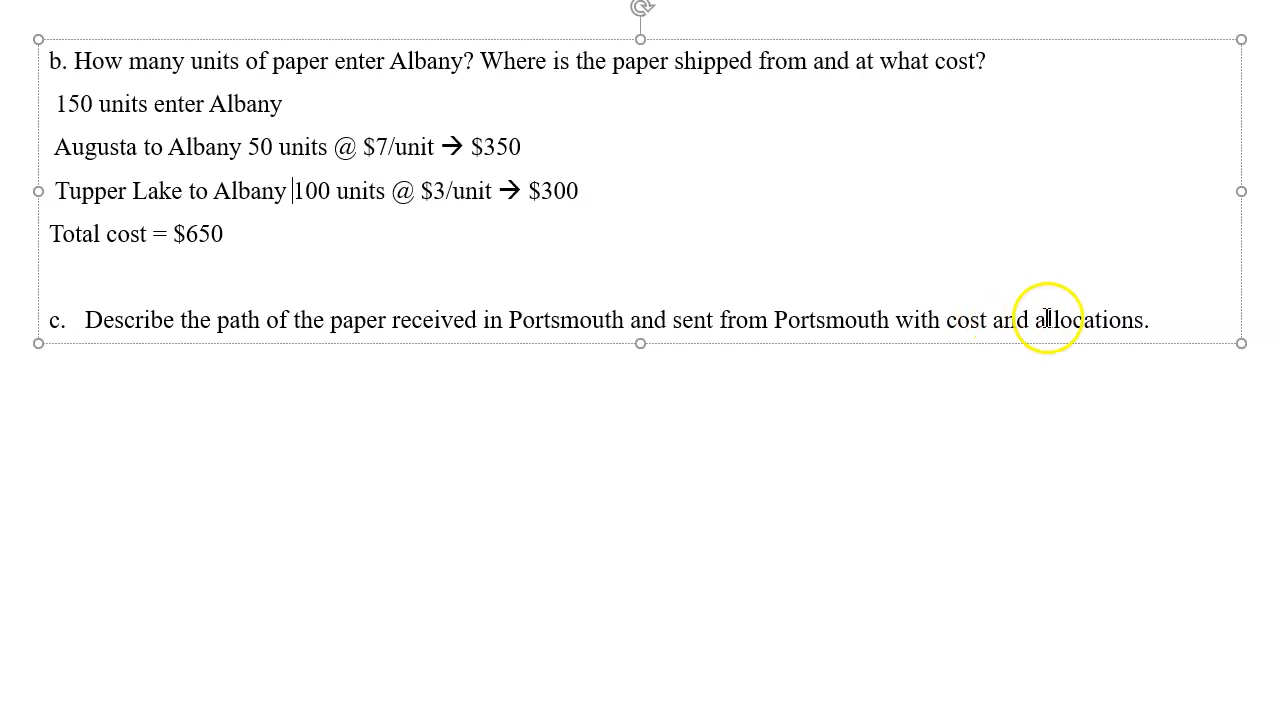 b. How many units of paper enter Albany? Where is the paper shipped from and at what cost?
150 units enter Albany
Augusta to Albany 50 units @ $7/unit → $350
Tupper Lake to Albany 100 units @ $3/unit → $300
Total cost = $650
c. Describe the path of the paper received in Portsmouth and sent from Portsmouth with cost and allocations.